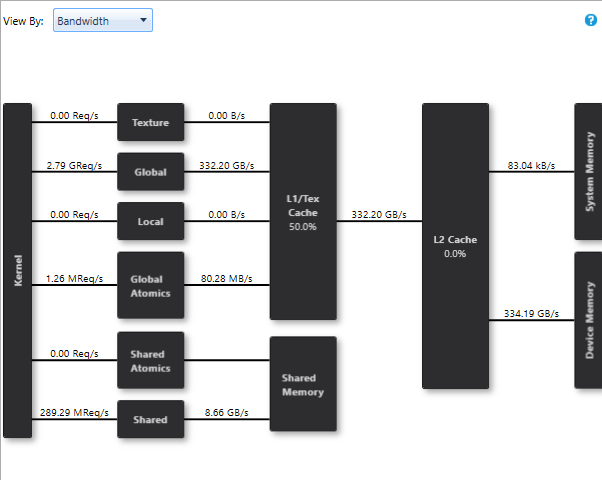 View By: Bandwidth
?
Kernel
0.00 Req/s
Texture
0.00 B/s
2.79 GReq/s
Global
332.20 GB/s
0.00 Req/s
Local
0.00 B/s
1.26 MReq/s
Global
Atomics
80.28 MB/s
L1/Tex
Cache
50.0%
332.20 GB/s
L2 Cache
0.0%
83.04 kB/s
System Memory
334.19 GB/s
Device Memory
0.00 Req/s
Shared
Atomics
289.29 MReq/s
Shared
8.66 GB/s
Shared
Memory